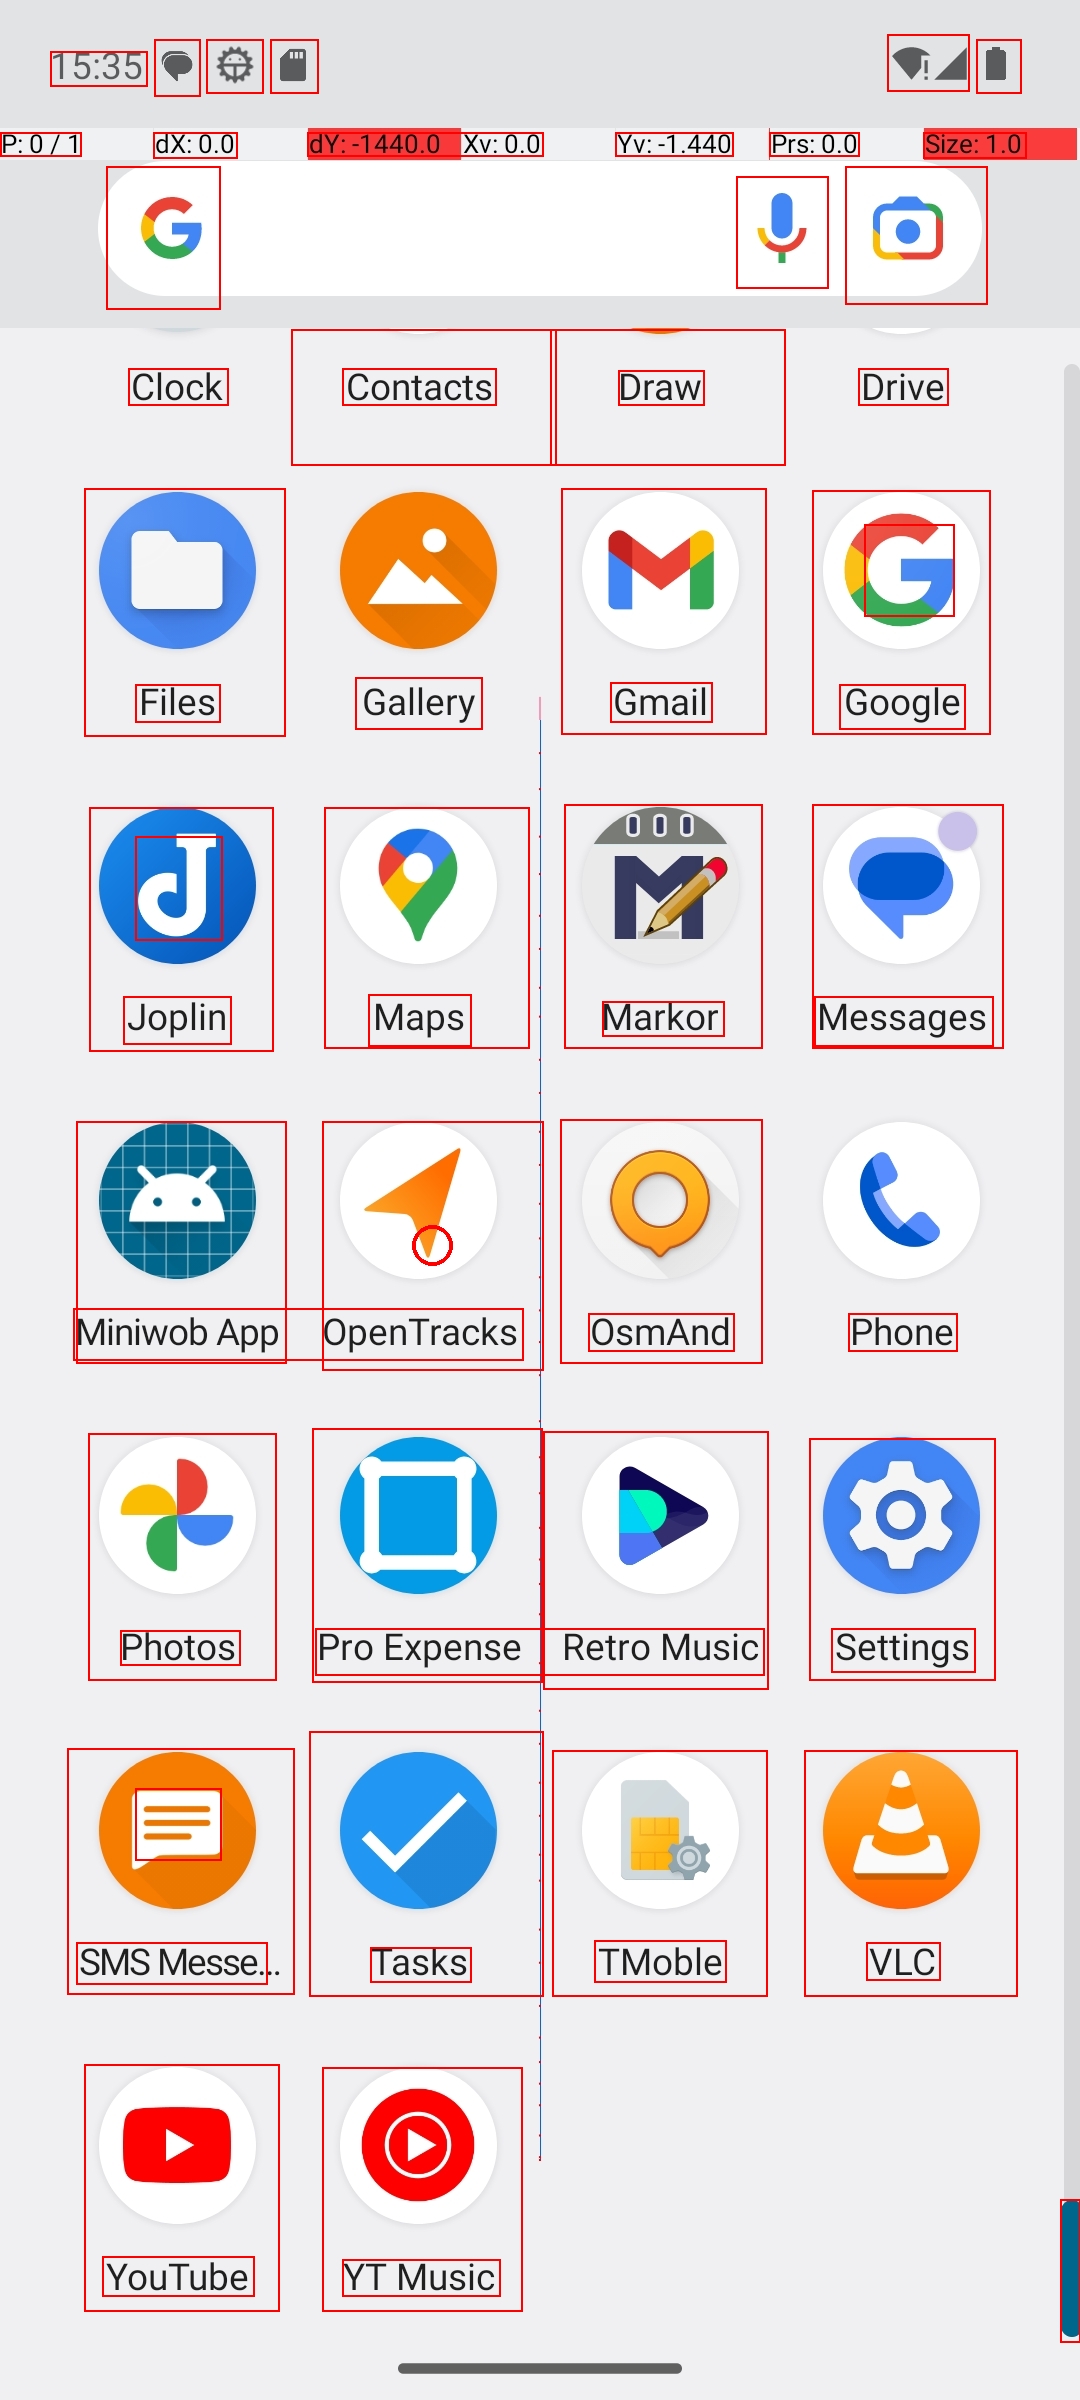 15:35
P: 0 / 1 dX: 0.0 dY: -1440.0 Xv: 0.0 Yv: -1.440 Prs: 0.0 Size: 1.0
Clock Contacts Draw Drive
Files Gallery Gmail Google
Joplin Maps Markor Messages
Miniwob App OpenTracks OsmAnd Phone
Photos Pro Expense Retro Music Settings
SMS Messe... Tasks TMoble VLC
YouTube YT Music